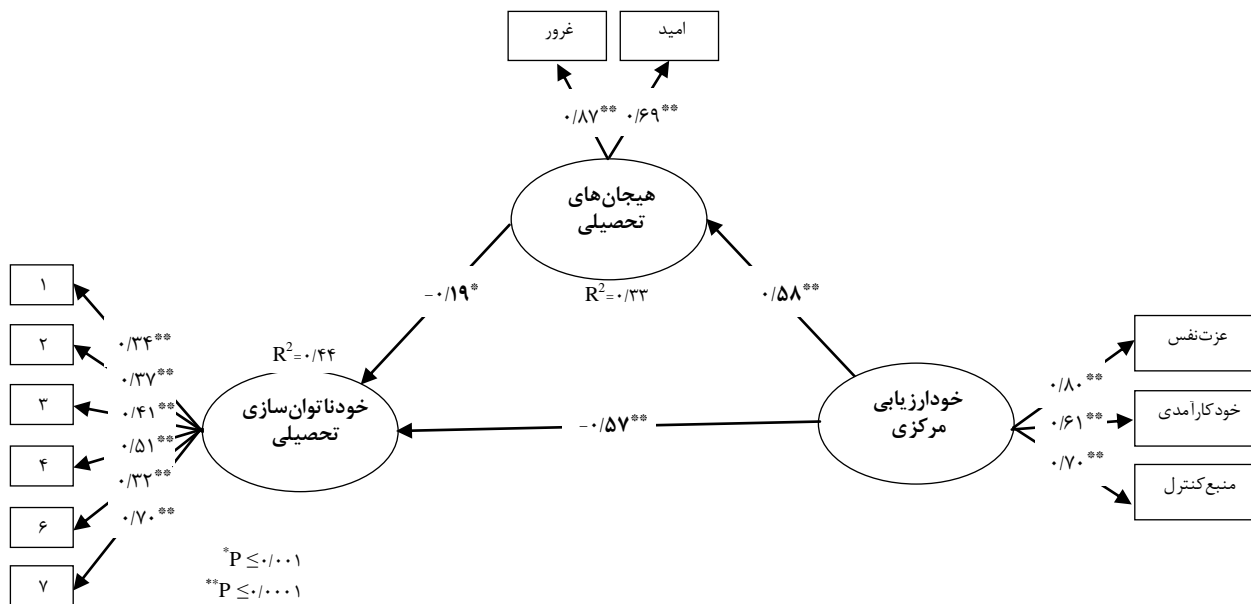 امید
غرور
۰/۶۹**
۰/۸۷**
هیجان‌های
تحصیلی
R²=۰/۳۳
۰/۵۸**
-۰/۱۹*
عزت‌نفس
خودکارآمدی
منبع‌کنترل
۰/۸۰**
۰/۶۱**
۰/۷۰**
خودارزیابی
مرکزی
-۰/۵۷**
R²=۰/۴۴
خودناتوان‌سازی
تحصیلی
۰/۳۴**
۰/۳۷**
۰/۴۱**
۰/۵۱**
۰/۳۲**
۰/۷۰**
۱
۲
۳
۴
۶
۷
*P ≤۰/۰۰۱
**P ≤۰/۰۰۰۱